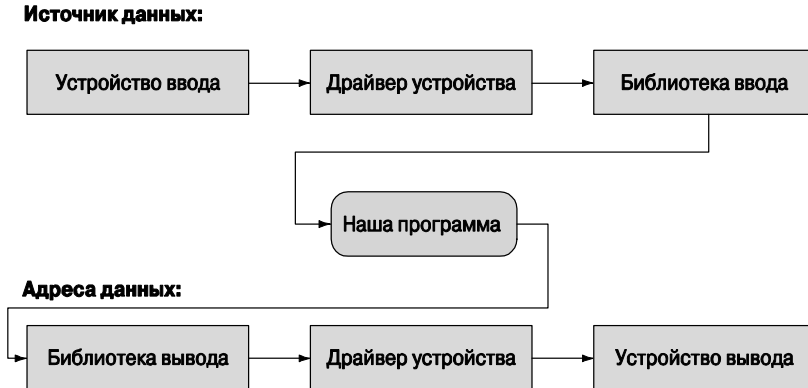 Источник данных:
Устройство ввода
Драйвер устройства
Библиотека ввода
Наша программа
Адреса данных:
Библиотека вывода
Драйвер устройства
Устройство вывода